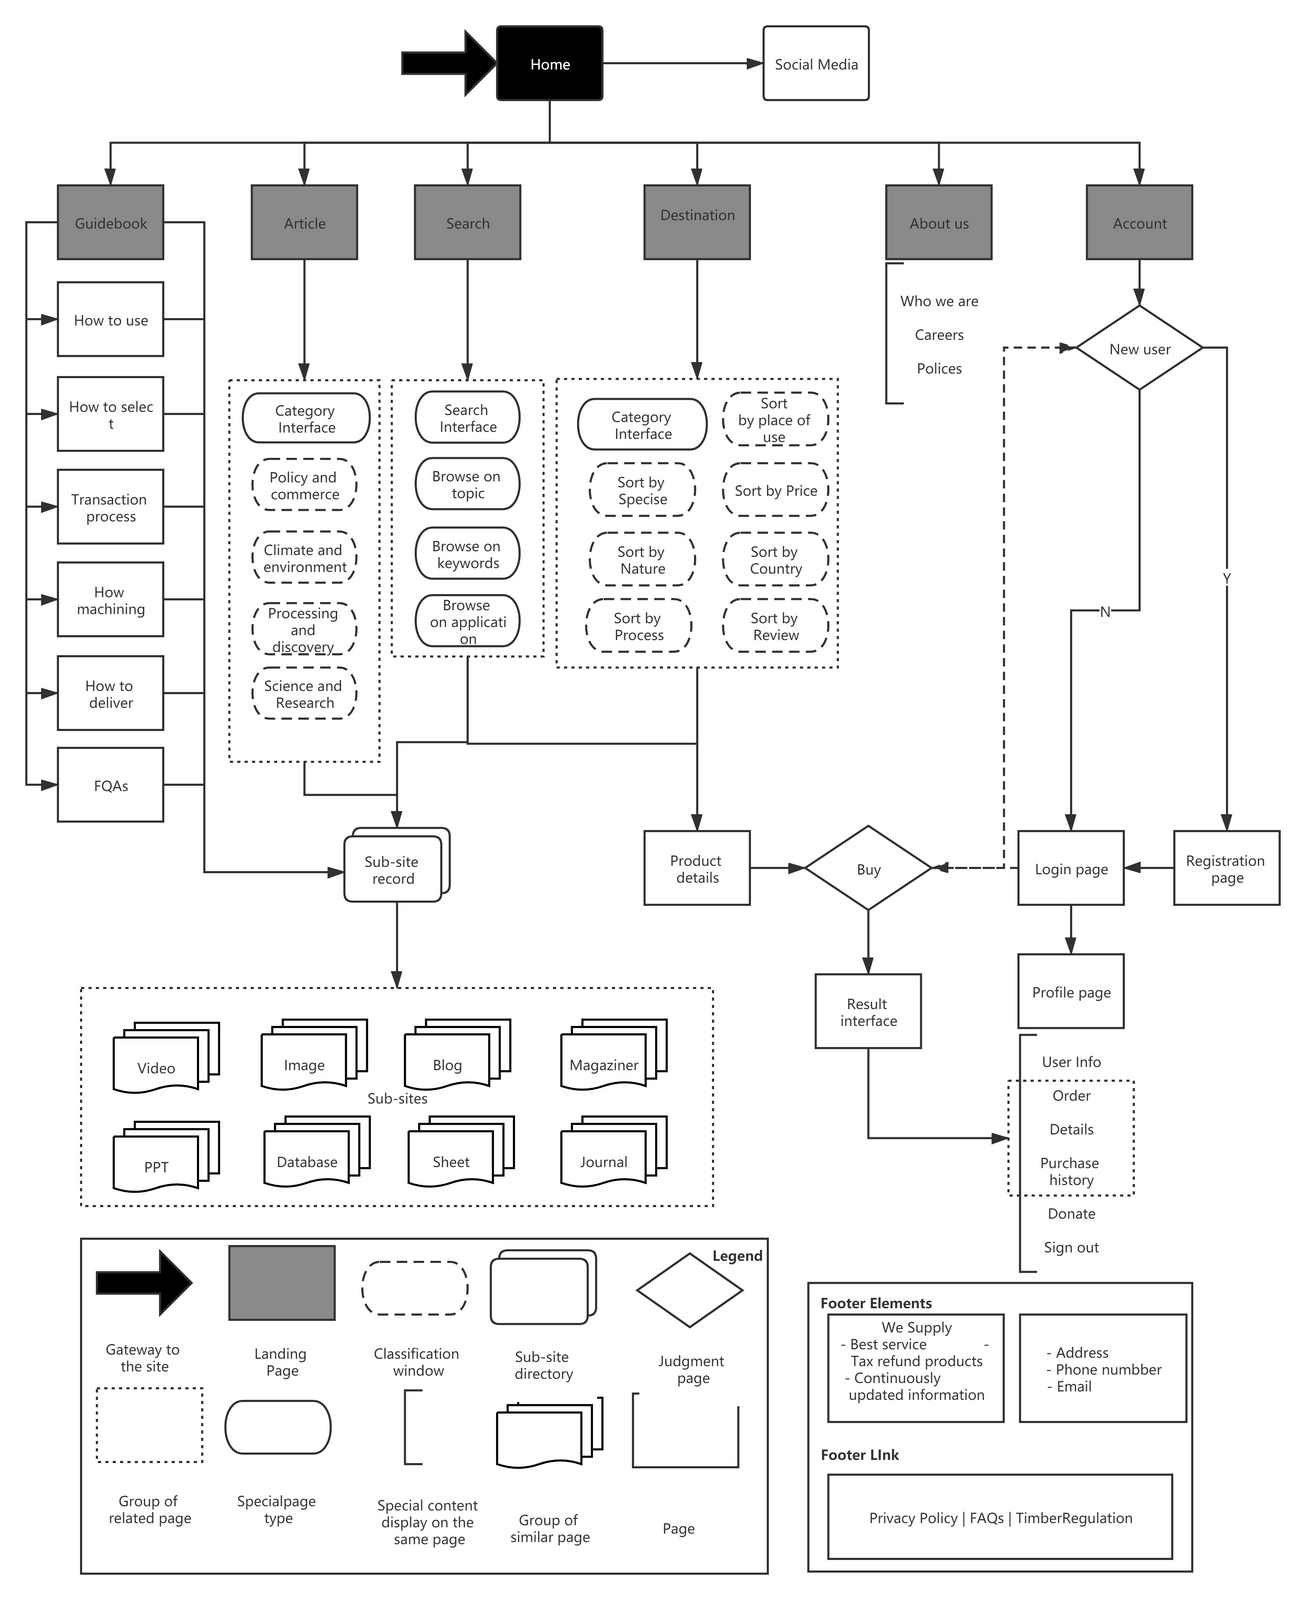 Home
Social Media
Guidebook
Article
Search
Destination
About us
Account
How to use
How to selec
t
Transaction
process
How
machining
How to
deliver
FQAs
Category
Interface
Policy and
commerce
Climate and
environment
Processing
and
discovery
Science and
Research
Search
Interface
Browse on
topic
Browse on
keywords
Browse
on applicati
on
Category
Interface
Sort
by place of
use
Sort by
Specise
Sort by Price
Sort by
Nature
Sort by
Country
Sort by
Process
Sort by
Review
Who we are
Careers
Polices
New user
N
Y
Sub-site
record
Product
details
Buy
Login page
Registration
page
Result
interface
Profile page
User Info
Order
Details
Purchase
history
Donate
Sign out
Video
Image
Blog
Magaziner
Sub-sites
PPT
Database
Sheet
Journal
Legend
Gateway to
the site
Landing
Page
Classification
window
Sub-site
directory
Judgment
page
Group of
related page
Specialpage
type
Special content
display on the
same page
Group of
similar page
Page
Footer Elements
We Supply
- Best service -
Tax refund products
- Continuously
updated information
- Address
- Phone numbber
- Email
Footer LInk
Privacy Policy | FAQs | TimberRegulation